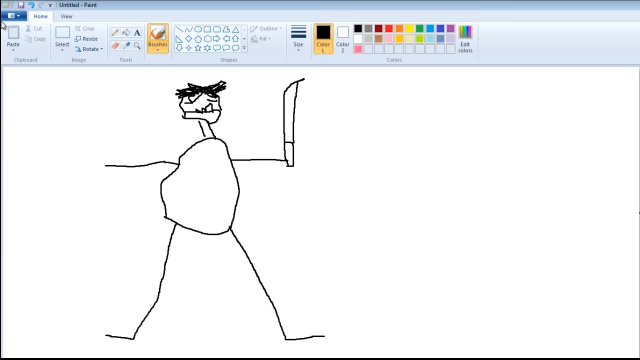 Untitled - Paint
Home View
Paste
Cut
Copy
Clipboard
Select
Crop
Resize
Rotate
Image
Tools
Brushes
Shapes
Outline
Fill
Size
Color 1
Color 2
Edit colors
Colors